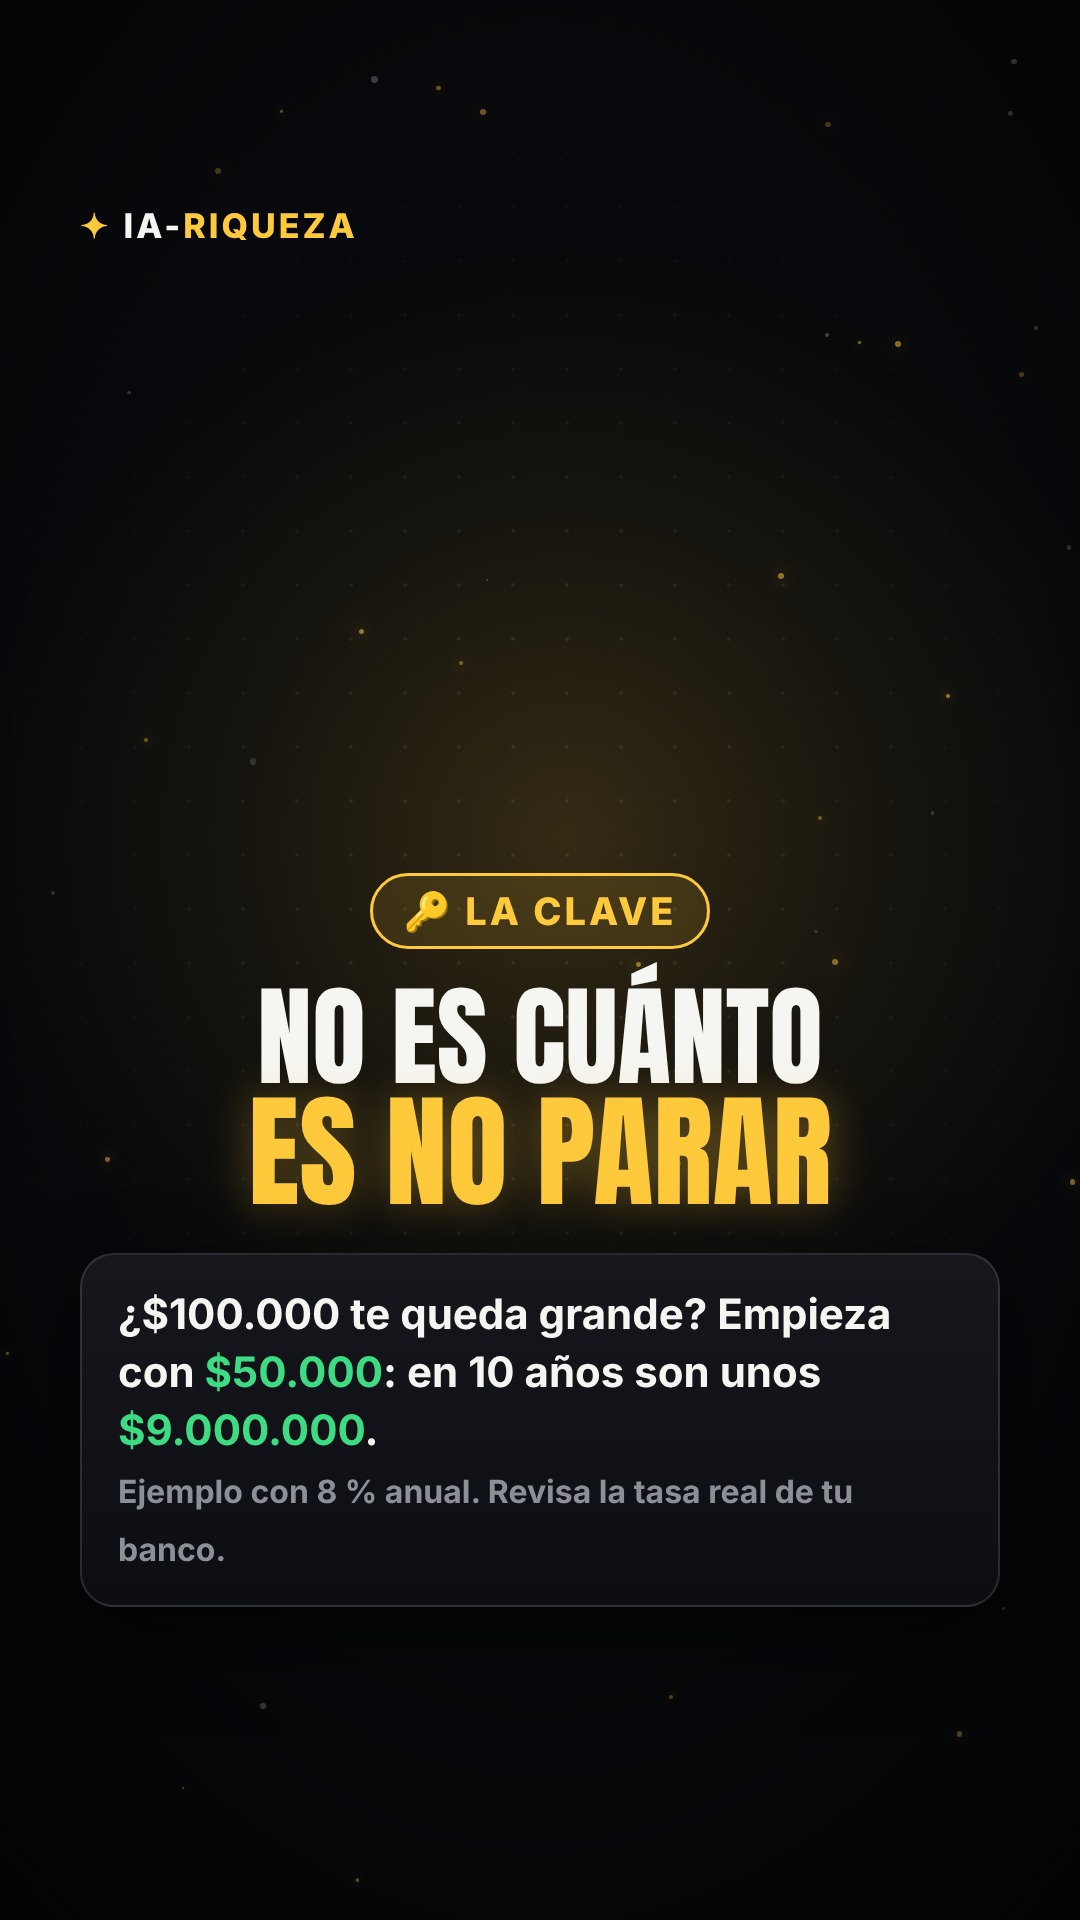 ✦ IA-RIQUEZA
🔑 LA CLAVE
NO ES CUÁNTO
ES NO PARAR
¿$100.000 te queda grande? Empieza
con $50.000: en 10 años son unos
$9.000.000.
Ejemplo con 8 % anual. Revisa la tasa real de tu
banco.